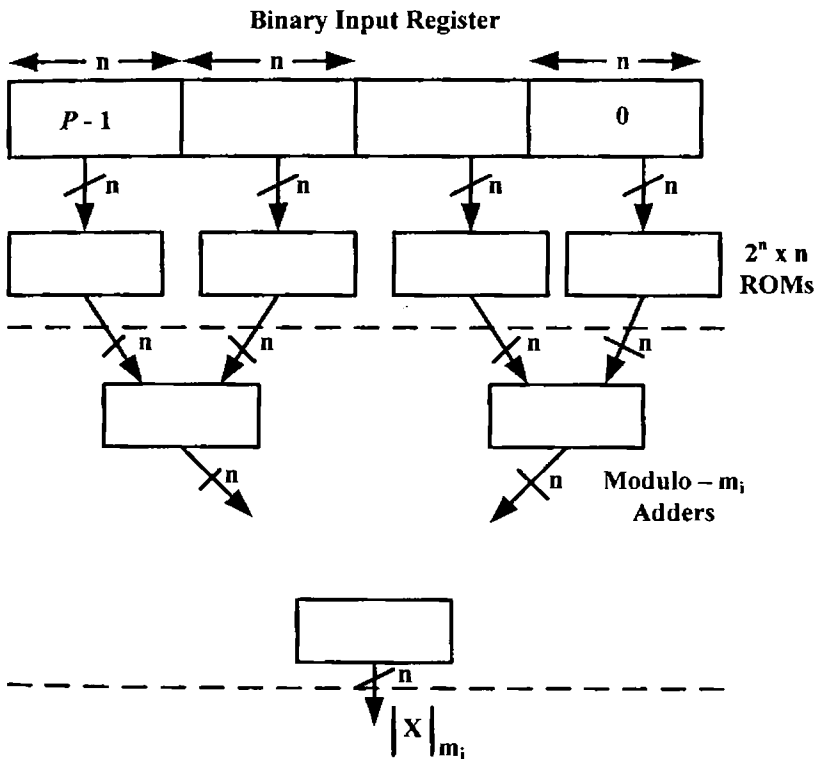 Binary Input Register
n n n
P - 1 0
n n n n
2ⁿ x n
ROMs
n n n n
n n
Modulo – mᵢ
Adders
n
|X|mᵢ